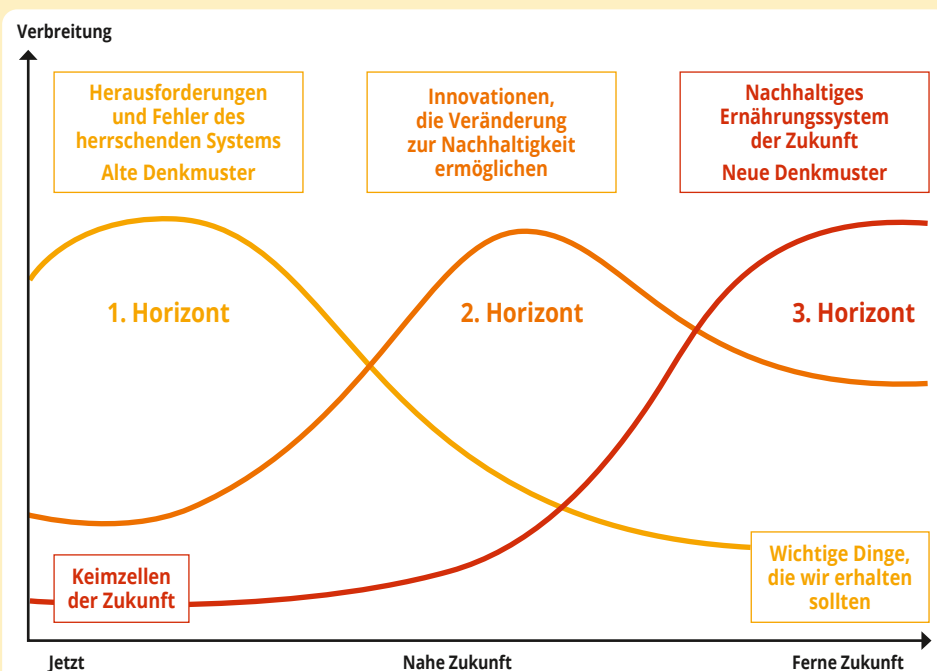 Verbreitung
Herausforderungen
und Fehler des
herrschenden Systems
Alte Denkmuster
Innovationen,
die Veränderung
zur Nachhaltigkeit
ermöglichen
Nachhaltiges
Ernährungssystem
der Zukunft
Neue Denkmuster
1. Horizont
2. Horizont
3. Horizont
Keimzellen
der Zukunft
Wichtige Dinge,
die wir erhalten
sollten
Jetzt
Nahe Zukunft
Ferne Zukunft